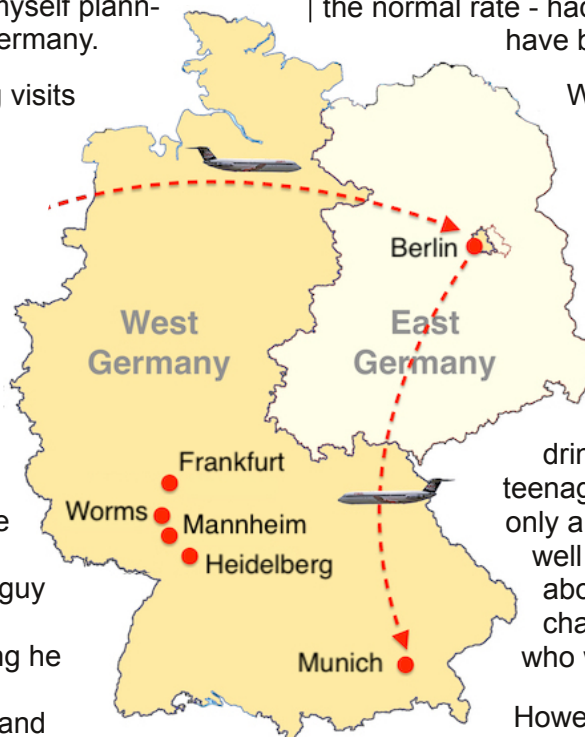 myself plann-
ermany.
g visits
e
guy
ng he
and
Berlin
West
Germany
East
Germany
Frankfurt
Worms
Mannheim
Heidelberg
Munich
| the normal rate - had
have b
W
drin
teenag
only a
well
abo
cha
who w
Howe